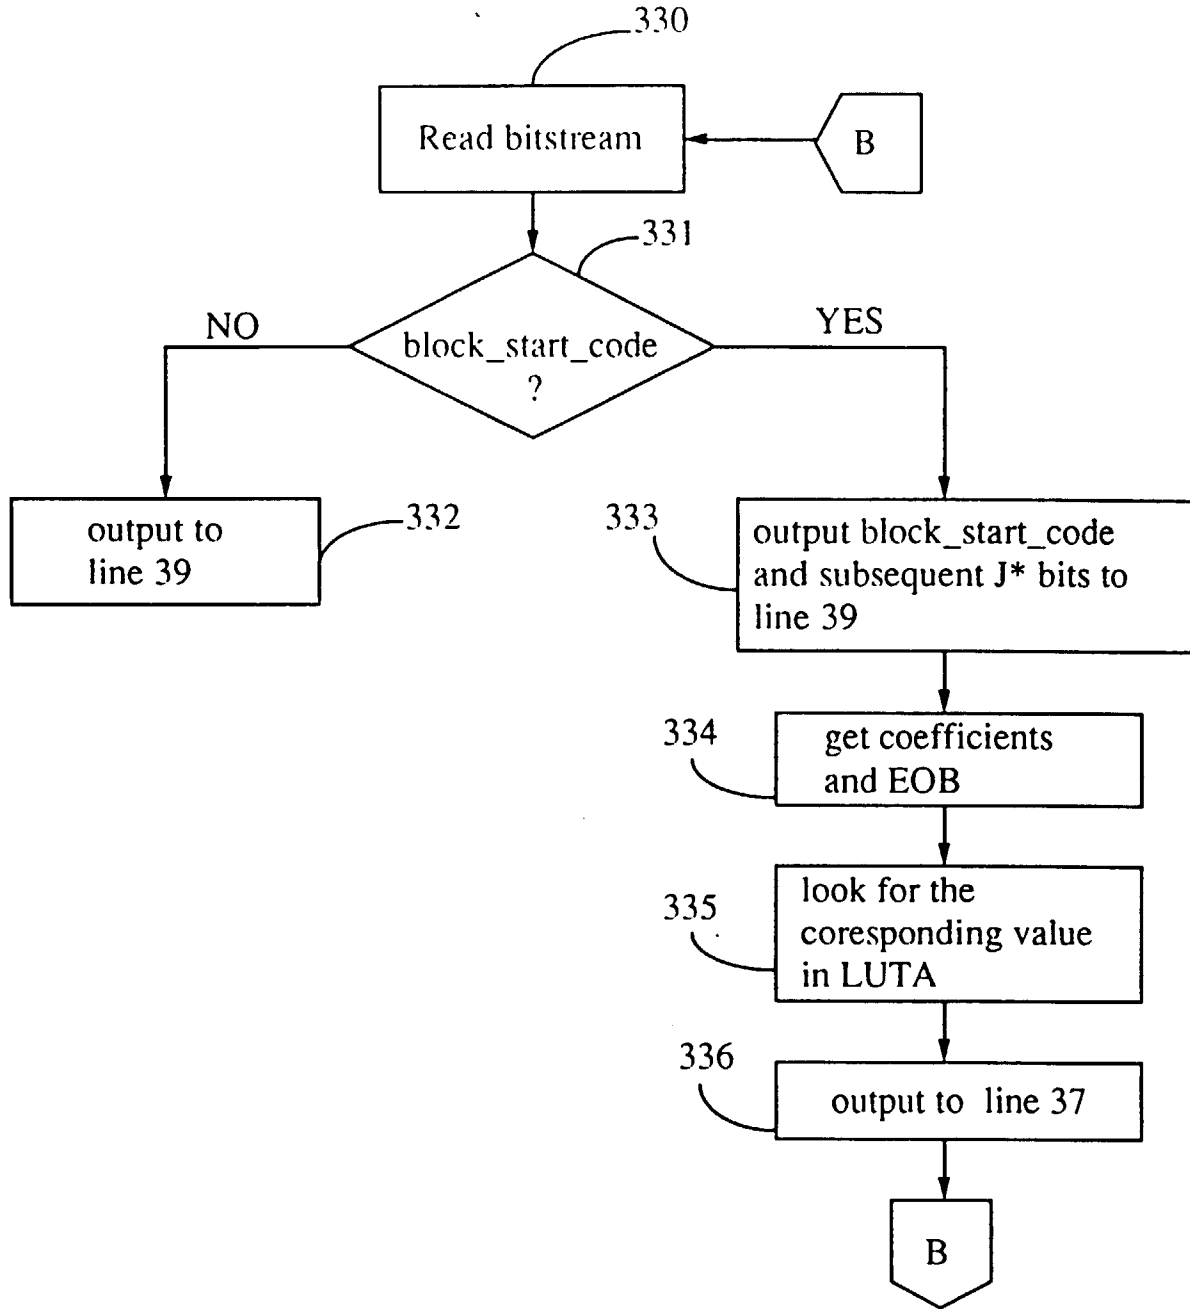 330
Read bitstream
B
331
NO
YES
block_start_code
?
output to
line 39
332
333
output block_start_code
and subsequent J* bits to
line 39
334
get coefficients
and EOB
335
look for the
coresponding value
in LUTA
336
output to line 37
B